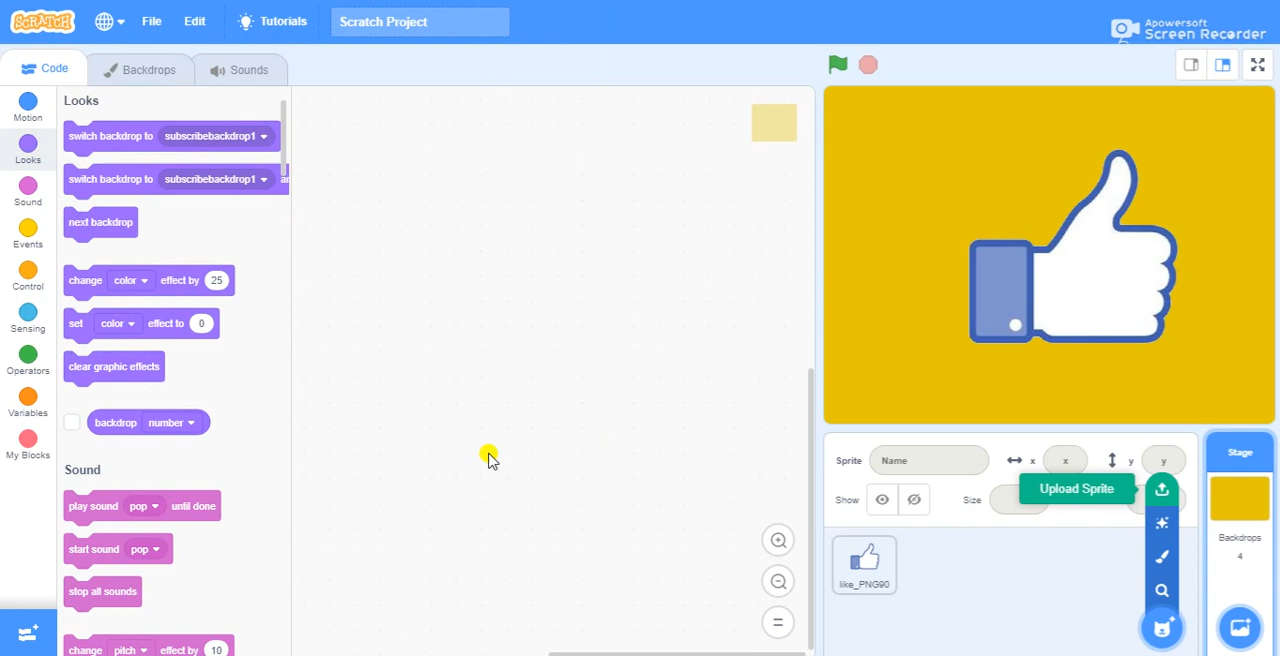 SCRATCH
File
Edit
Tutorials
Scratch Project
Apowersoft
Screen Recorder
Code
Backdrops
Sounds
Motion
Looks
Sound
Events
Control
Sensing
Operators
Variables
My Blocks
Looks
switch backdrop to subscribebackdrop1
switch backdrop to subscribebackdrop1 an
next backdrop
change color effect by 25
set color effect to 0
clear graphic effects
backdrop number
Sound
play sound pop until done
start sound pop
stop all sounds
change pitch effect by 10
Sprite Name x x y y
Show Size
Upload Sprite
like_PNG90
Stage
Backdrops
4